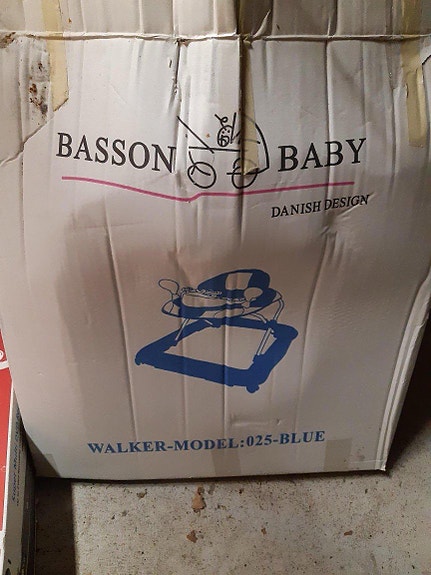 BASSON BABY
DANISH DESIGN
WALKER-MODEL:025-BLUE